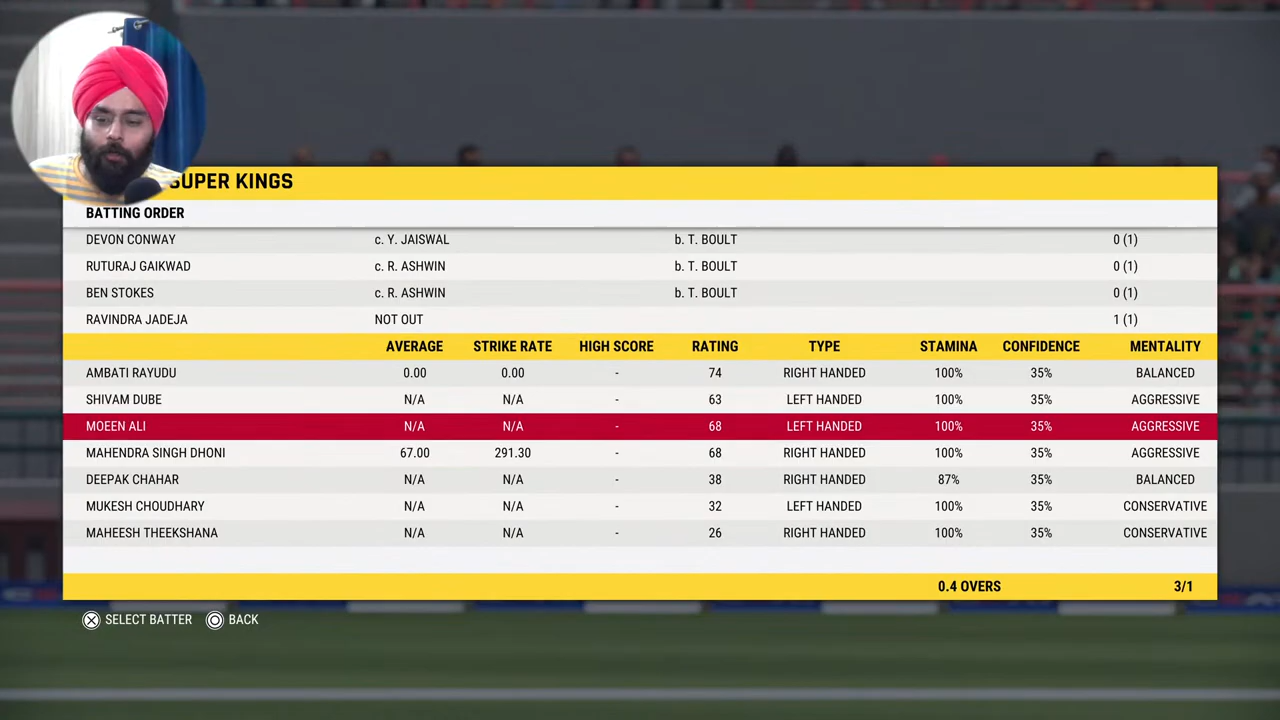 SUPER KINGS
BATTING ORDER
DEVON CONWAY c. Y. JAISWAL b. T. BOULT 0 (1)
RUTURAJ GAIKWAD c. R. ASHWIN b. T. BOULT 0 (1)
BEN STOKES c. R. ASHWIN b. T. BOULT 0 (1)
RAVINDRA JADEJA NOT OUT 1 (1)
AVERAGE STRIKE RATE HIGH SCORE RATING TYPE STAMINA CONFIDENCE MENTALITY
AMBATI RAYUDU 0.00 0.00 - 74 RIGHT HANDED 100% 35% BALANCED
SHIVAM DUBE N/A N/A - 63 LEFT HANDED 100% 35% AGGRESSIVE
MOEEN ALI N/A N/A - 68 LEFT HANDED 100% 35% AGGRESSIVE
MAHENDRA SINGH DHONI 67.00 291.30 - 68 RIGHT HANDED 100% 35% AGGRESSIVE
DEEPAK CHAHAR N/A N/A - 38 RIGHT HANDED 87% 35% BALANCED
MUKESH CHOUDHARY N/A N/A - 32 LEFT HANDED 100% 35% CONSERVATIVE
MAHEESH THEEKSHANA N/A N/A - 26 RIGHT HANDED 100% 35% CONSERVATIVE
0.4 OVERS 3/1
SELECT BATTER BACK